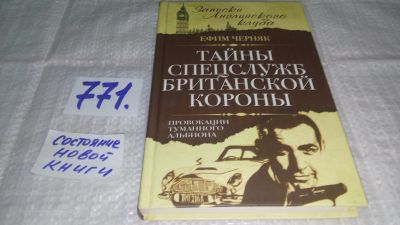 Записки Английского
клуба
ЕФИМ ЧЕРНЯК
ТАЙНЫ
СПЕЦСЛУЖБ
БРИТАНСКОЙ
КОРОНЫ
ПРОВОКАЦИИ
ТУМАННОГО
АЛЬБИОНА
771.
СОСТОЯНИЕ
НОВОЙ
КНИГИ